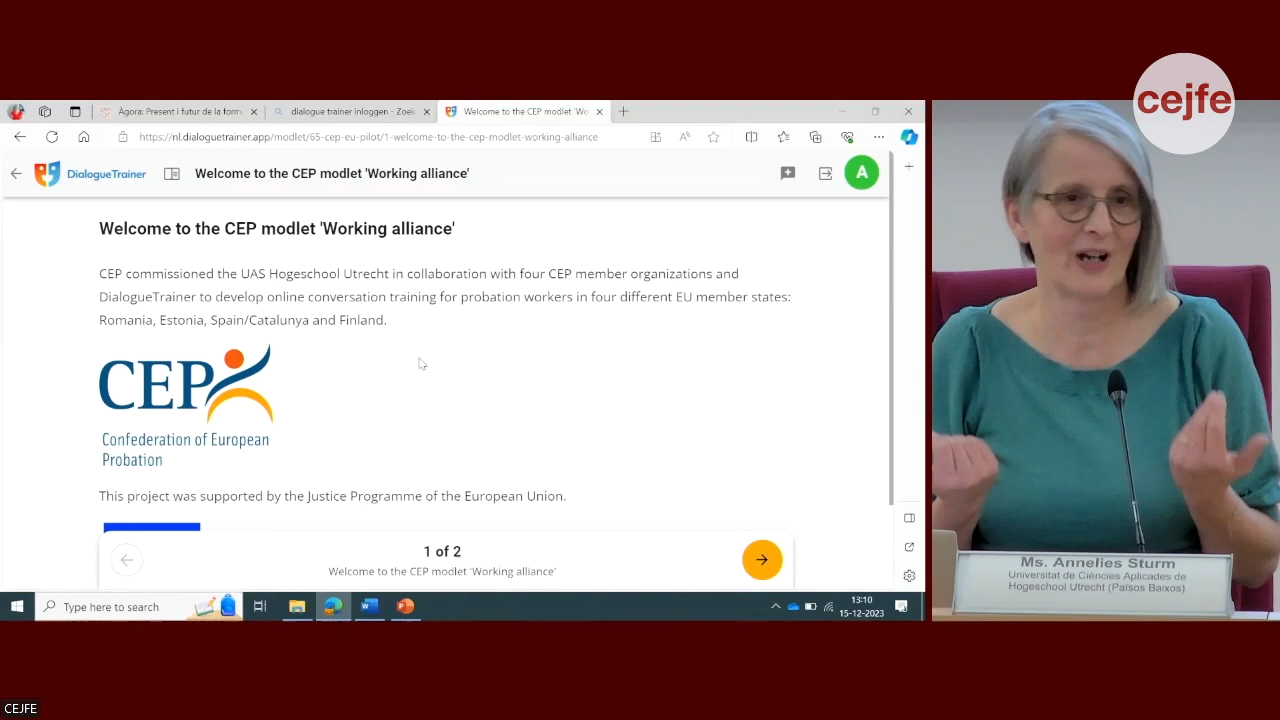 cejfe
Àgora: Present i futur de la form
dialogue trainer inloggen - Zoek
Welcome to the CEP modlet 'Wo
https://nl.dialoguetrainer.app/modlet/65-cep-eu-pilot/1-welcome-to-the-cep-modlet-working-alliance
DialogueTrainer
Welcome to the CEP modlet 'Working alliance'
A
Welcome to the CEP modlet 'Working alliance'
CEP commissioned the UAS Hogeschool Utrecht in collaboration with four CEP member organizations and
DialogueTrainer to develop online conversation training for probation workers in four different EU member states:
Romania, Estonia, Spain/Catalunya and Finland.
CEP
Confederation of European
Probation
This project was supported by the Justice Programme of the European Union.
1 of 2
Welcome to the CEP modlet 'Working alliance'
Type here to search
13:10
15-12-2023
Ms. Annelies Sturm
Universitat de Ciències Aplicades de
Hogeschool Utrecht (Països Baixos)
CEJFE